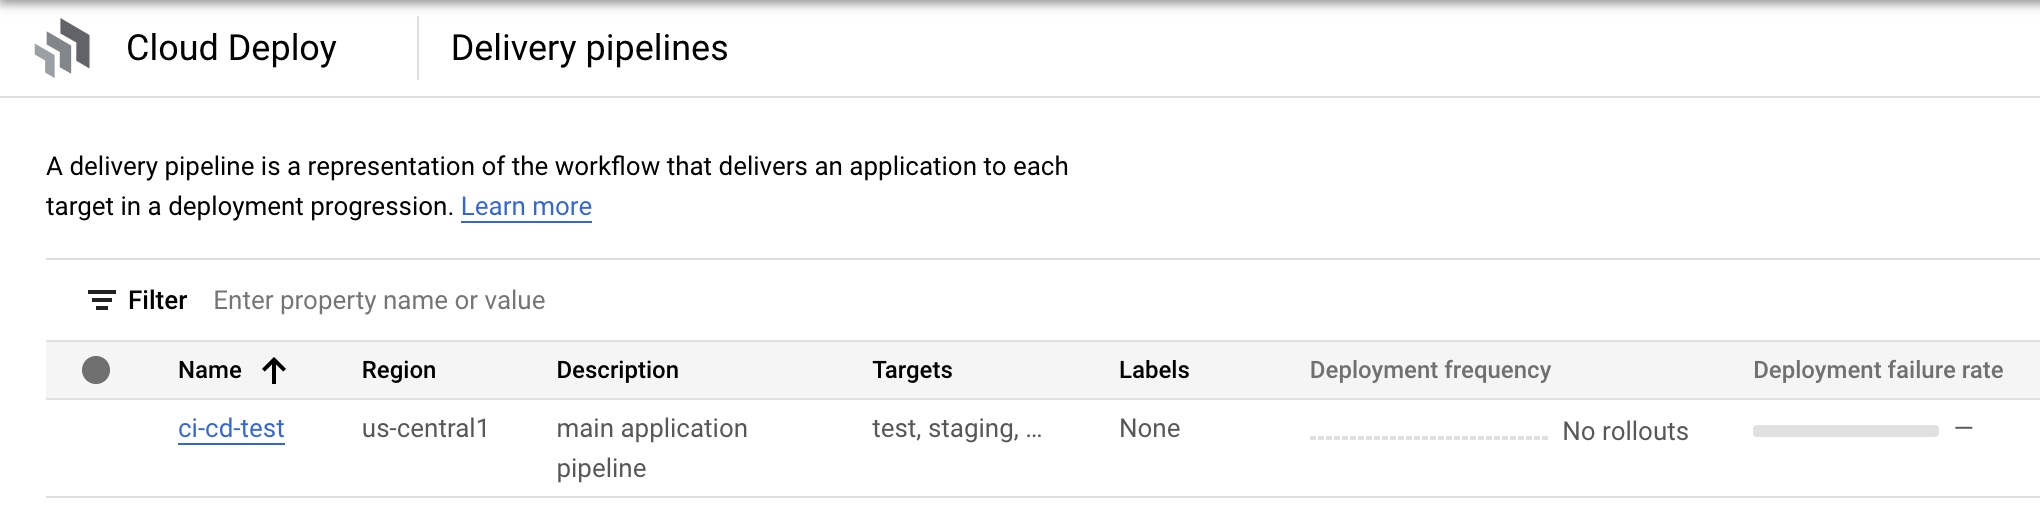 Cloud Deploy
Delivery pipelines
A delivery pipeline is a representation of the workflow that delivers an application to each
target in a deployment progression. Learn more
Filter Enter property name or value
Name Region Description Targets Labels Deployment frequency Deployment failure rate
ci-cd-test us-central1 main application test, staging, ... None No rollouts –
pipeline